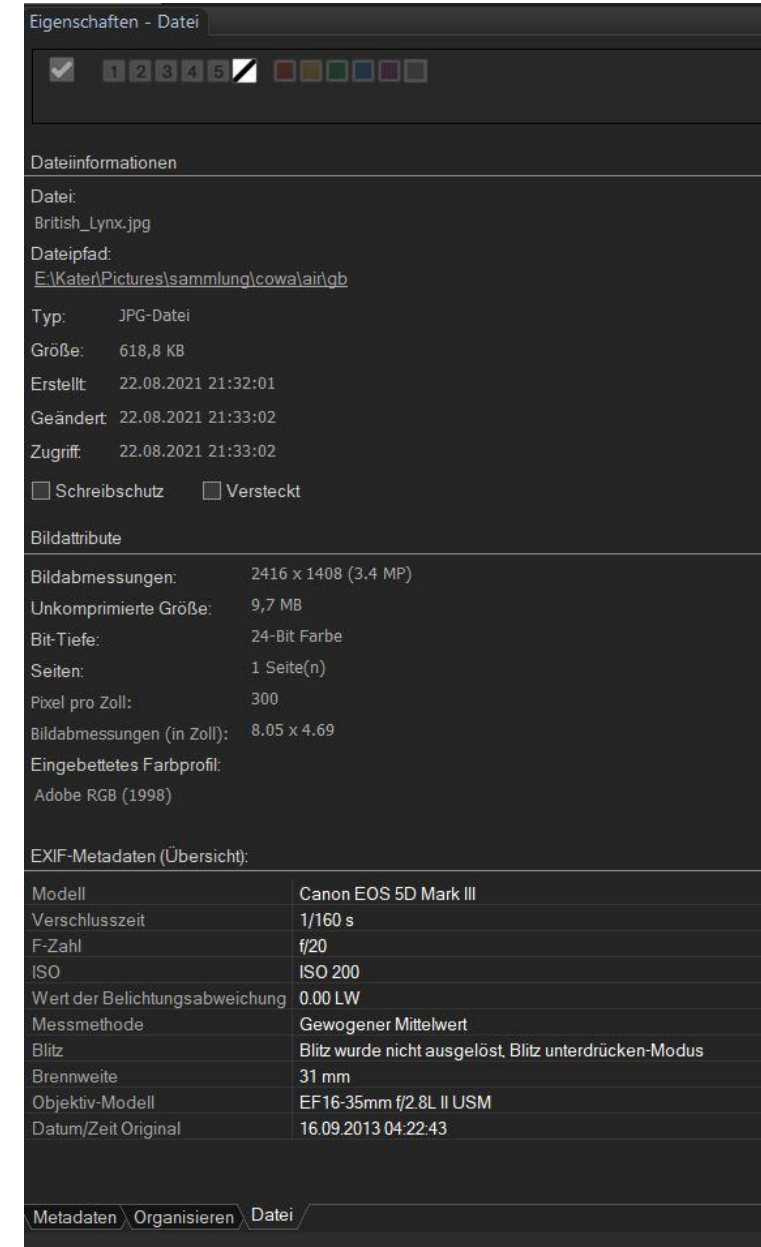 Eigenschaften - Datei
1 2 3 4 5
Dateiinformationen
Datei:
British_Lynx.jpg
Dateipfad:
E:\Kater\Pictures\sammlung\cowa\air\gb
Typ: JPG-Datei
Größe: 618,8 KB
Erstellt: 22.08.2021 21:32:01
Geändert: 22.08.2021 21:33:02
Zugriff: 22.08.2021 21:33:02
Schreibschutz Versteckt
Bildattribute
Bildabmessungen: 2416 x 1408 (3.4 MP)
Unkomprimierte Größe: 9,7 MB
Bit-Tiefe: 24-Bit Farbe
Seiten: 1 Seite(n)
Pixel pro Zoll: 300
Bildabmessungen (in Zoll): 8.05 x 4.69
Eingebettetes Farbprofil:
Adobe RGB (1998)
EXIF-Metadaten (Übersicht):
Modell Canon EOS 5D Mark III
Verschlusszeit 1/160 s
F-Zahl f/20
ISO ISO 200
Wert der Belichtungsabweichung 0.00 LW
Messmethode Gewogener Mittelwert
Blitz Blitz wurde nicht ausgelöst, Blitz unterdrücken-Modus
Brennweite 31 mm
Objektiv-Modell EF16-35mm f/2.8L II USM
Datum/Zeit Original 16.09.2013 04:22:43
Metadaten Organisieren Datei